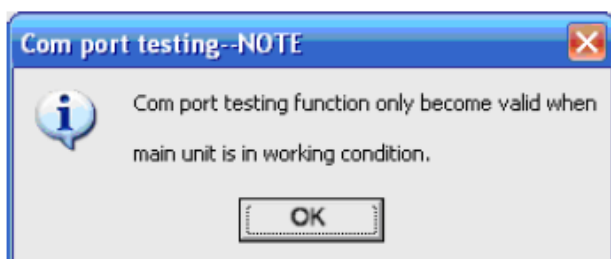 Com port testing--NOTE
Com port testing function only become valid when
main unit is in working condition.
OK